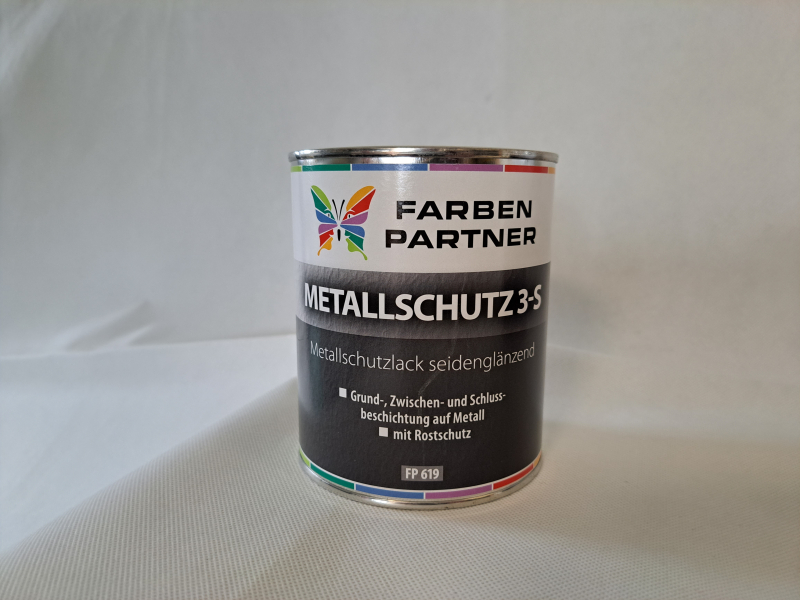 FARBEN
PARTNER
METALLSCHUTZ 3-S
Metallschutzlack seidenglänzend
Grund-, Zwischen- und Schluss-
beschichtung auf Metall
mit Rostschutz
FP 619